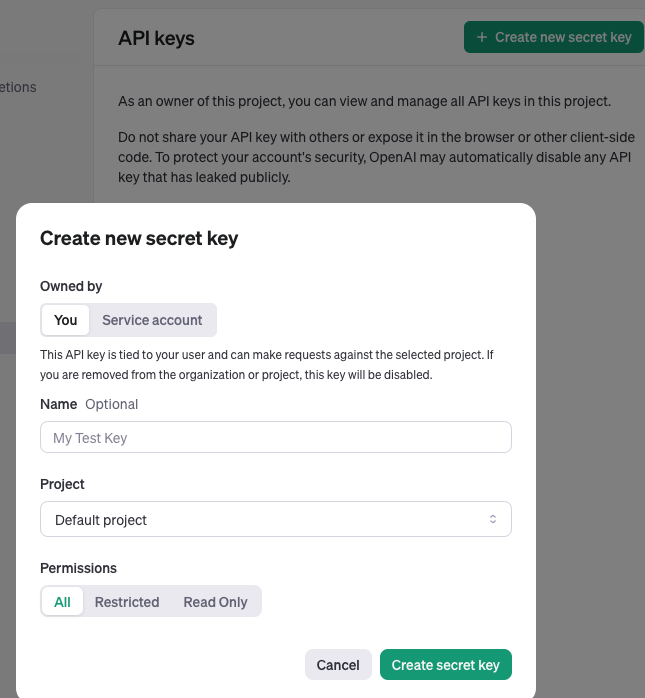 API keys
+ Create new secret key
etions
As an owner of this project, you can view and manage all API keys in this project.
Do not share your API key with others or expose it in the browser or other client-side
code. To protect your account's security, OpenAI may automatically disable any API
key that has leaked publicly.
Create new secret key
Owned by
You Service account
This API key is tied to your user and can make requests against the selected project. If
you are removed from the organization or project, this key will be disabled.
Name Optional
My Test Key
Project
Default project
Permissions
All Restricted Read Only
Cancel Create secret key